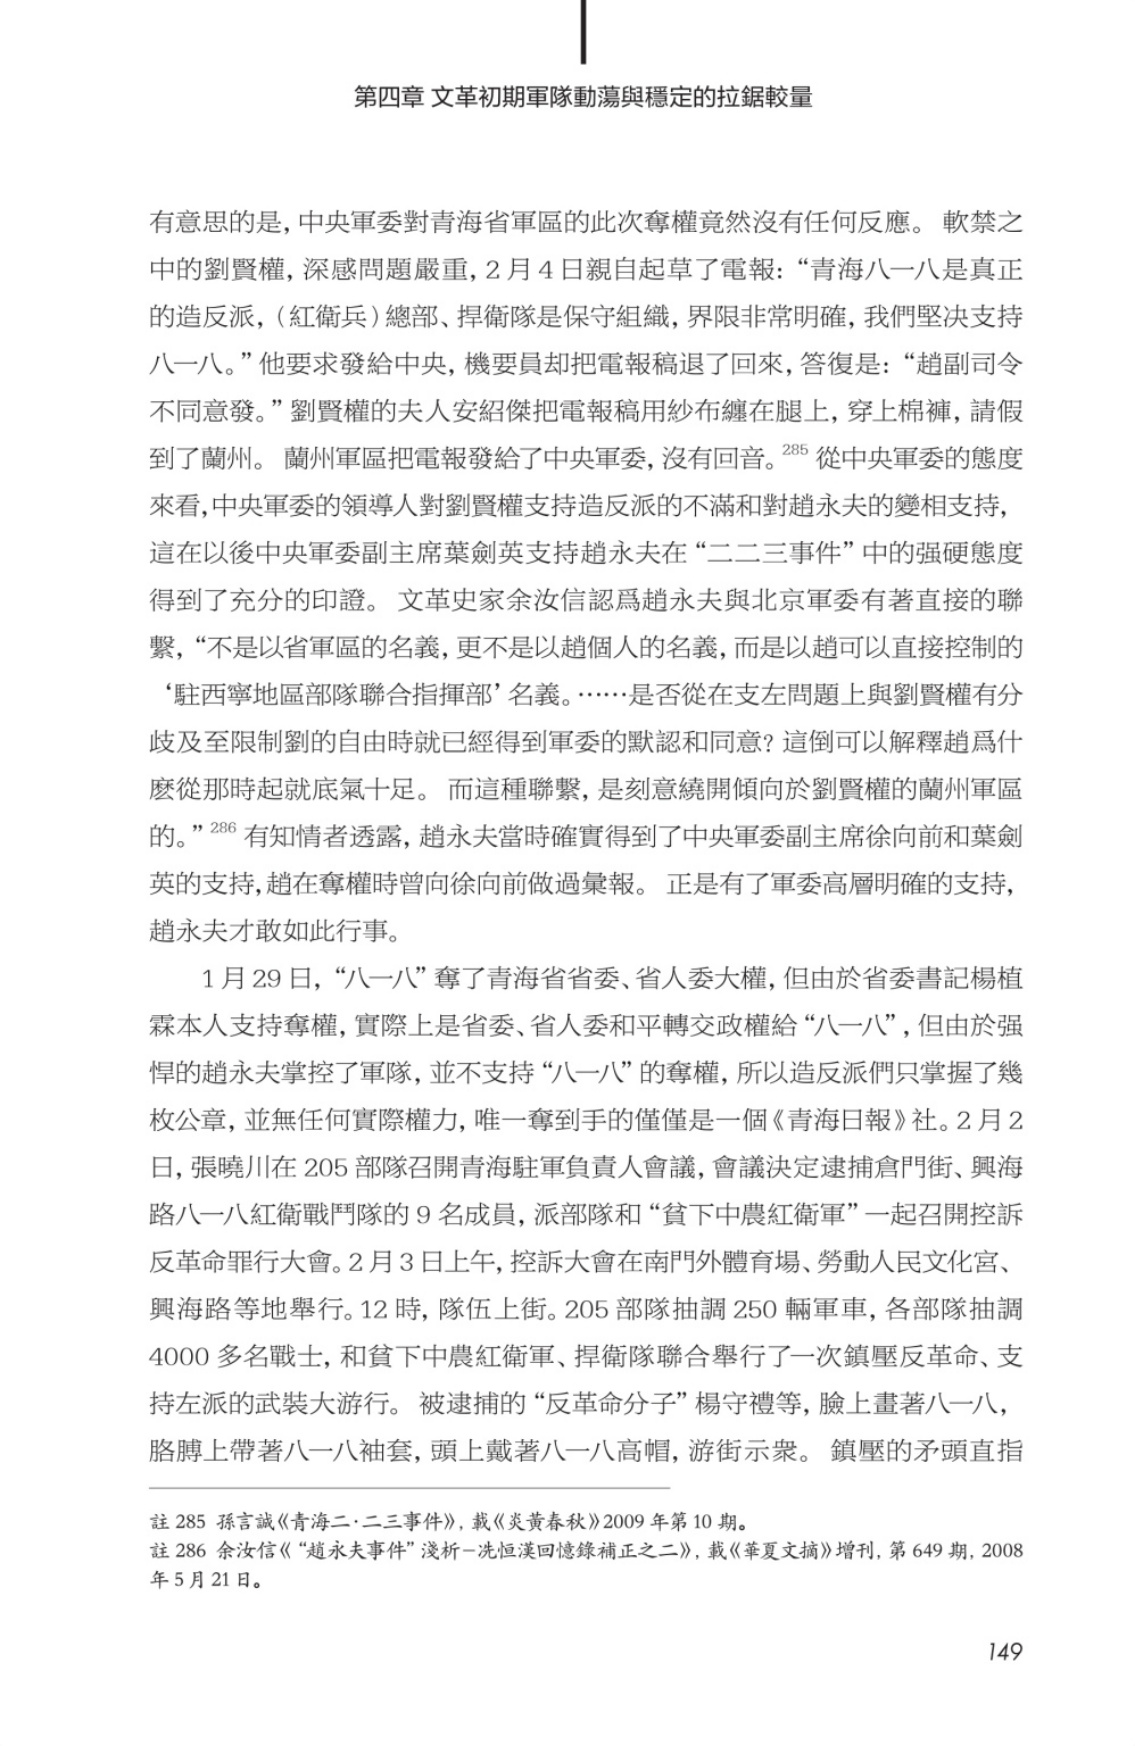 第四章 文革初期軍隊動蕩與穩定的拉鋸較量
有意思的是，中央軍委對青海省軍區的此次奪權竟然沒有任何反應。 軟禁之
中的劉賢權，深感問題嚴重，2 月 4 日親自起草了電報：“青海八一八是真正
的造反派，（紅衛兵）總部、捍衛隊是保守組織，界限非常明確，我們堅决支持
八一八。”他要求發給中央，機要員却把電報稿退了回來，答復是：“趙副司令
不同意發。”劉賢權的夫人安紹傑把電報稿用紗布纏在腿上，穿上棉褲，請假
到了蘭州。 蘭州軍區把電報發給了中央軍委，沒有回音。285 從中央軍委的態度
來看，中央軍委的領導人對劉賢權支持造反派的不滿和對趙永夫的變相支持，
這在以後中央軍委副主席葉劍英支持趙永夫在“二二三事件”中的强硬態度
得到了充分的印證。 文革史家余汝信認爲趙永夫與北京軍委有著直接的聯
繫，“不是以省軍區的名義，更不是以趙個人的名義，而是以趙可以直接控制的
‘駐西寧地區部隊聯合指揮部’名義。……是否從在支左問題上與劉賢權有分
歧及至限制劉的自由時就已經得到軍委的默認和同意？這倒可以解釋趙爲什
麽從那時起就底氣十足。 而這種聯繫，是刻意繞開傾向於劉賢權的蘭州軍區
的。”286 有知情者透露，趙永夫當時確實得到了中央軍委副主席徐向前和葉劍
英的支持，趙在奪權時曾向徐向前做過彙報。 正是有了軍委高層明確的支持，
趙永夫才敢如此行事。
1 月 29 日，“八一八”奪了青海省省委、省人委大權，但由於省委書記楊植
霖本人支持奪權，實際上是省委、省人委和平轉交政權給“八一八”，但由於强
悍的趙永夫掌控了軍隊，並不支持“八一八”的奪權，所以造反派們只掌握了幾
枚公章，並無任何實際權力，唯一奪到手的僅僅是一個《青海日報》社。2 月 2
日，張曉川在 205 部隊召開青海駐軍負責人會議，會議決定逮捕倉門街、興海
路八一八紅衛戰鬥隊的 9 名成員，派部隊和“貧下中農紅衛軍”一起召開控訴
反革命罪行大會。2 月 3 日上午，控訴大會在南門外體育場、勞動人民文化宮、
興海路等地舉行。12 時，隊伍上街。205 部隊抽調 250 輛軍車，各部隊抽調
4000 多名戰士，和貧下中農紅衛軍、捍衛隊聯合舉行了一次鎮壓反革命、支
持左派的武裝大游行。 被逮捕的“反革命分子”楊守禮等，臉上畫著八一八，
胳膊上帶著八一八袖套，頭上戴著八一八高帽，游街示衆。 鎮壓的矛頭直指
註 285 孫言誠《青海二·二三事件》，載《炎黃春秋》2009 年第 10 期。
註 286 余汝信《“趙永夫事件”淺析—冼恒漢回憶錄補正之二》，載《華夏文摘》增刊，第 649 期，2008
年 5 月 21 日。
149